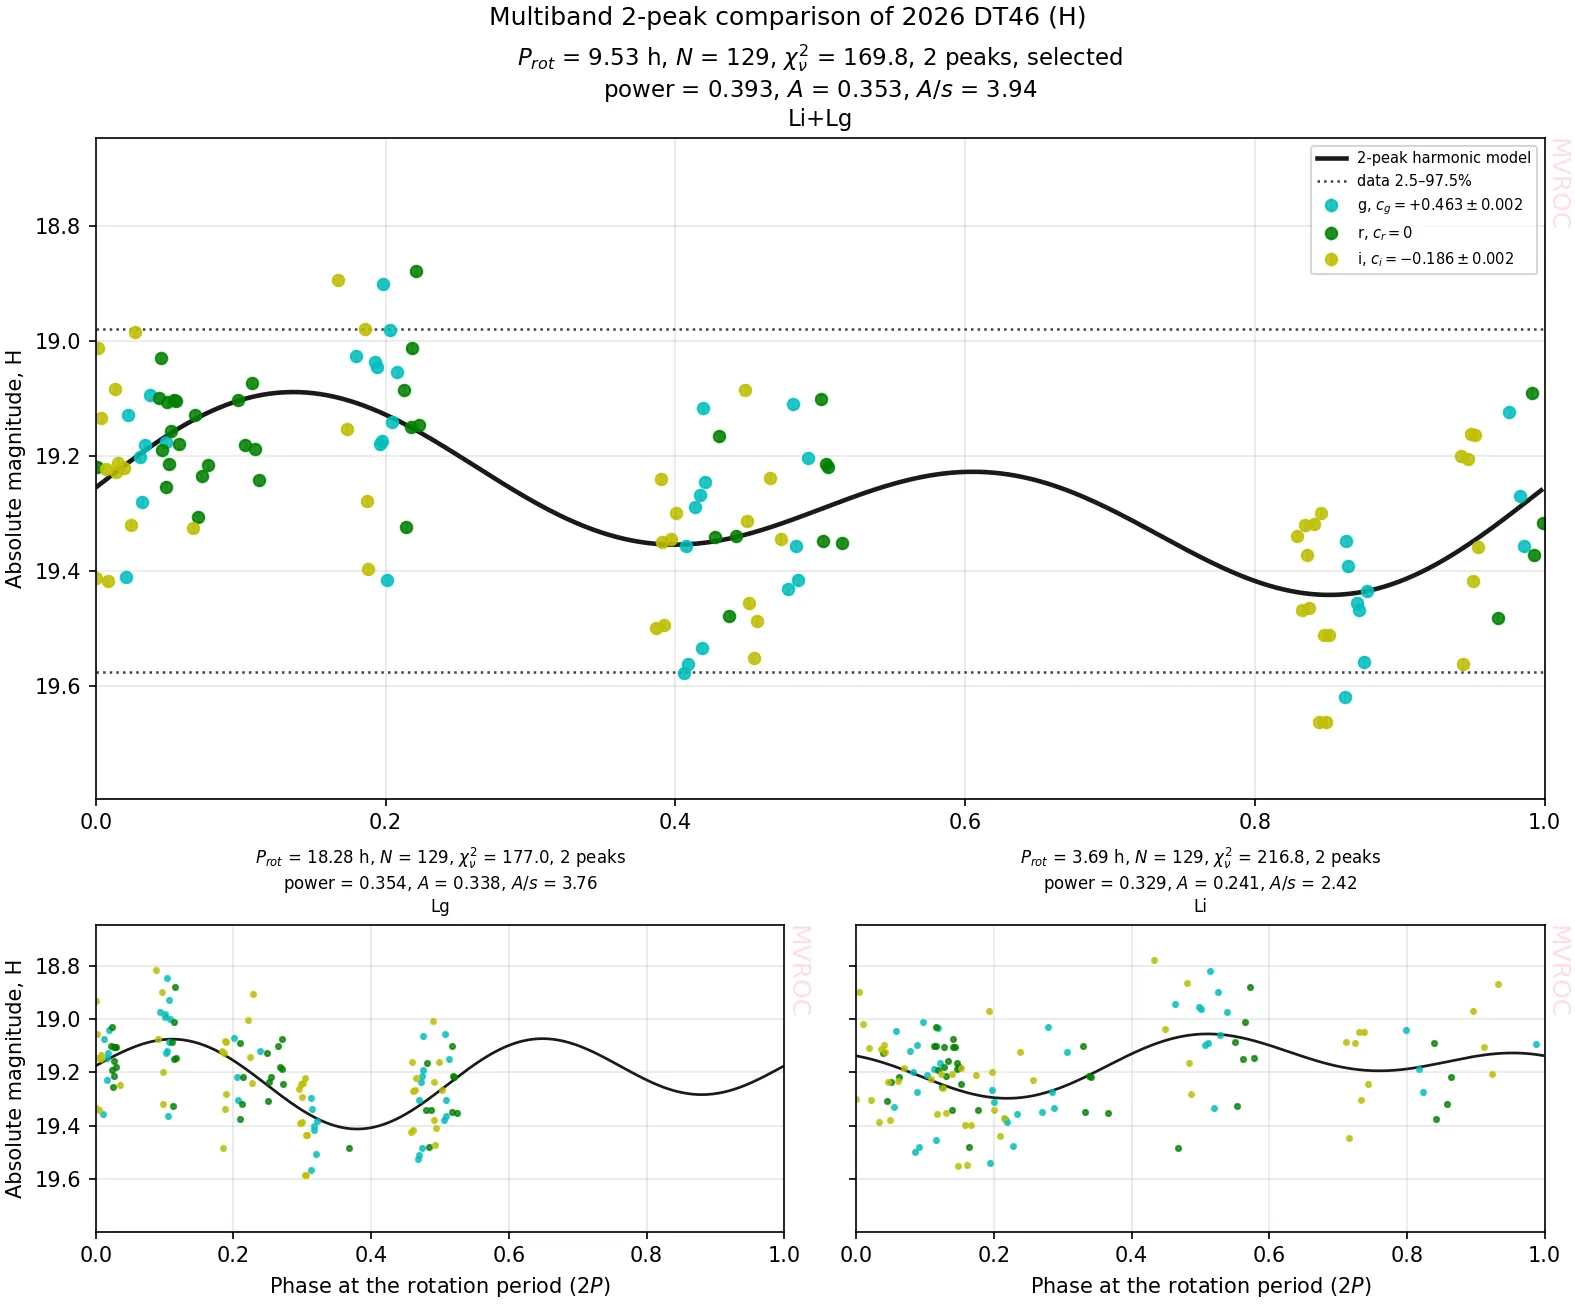 Multiband 2-peak comparison of 2026 DT46 (H)
P_rot = 9.53 h, N = 129, χ²_ν = 169.8, 2 peaks, selected
power = 0.393, A = 0.353, A/s = 3.94
Li+Lg
2-peak harmonic model
data 2.5–97.5%
g, c_g = +0.463 ± 0.002
r, c_r = 0
i, c_i = −0.186 ± 0.002
MVROC
Absolute magnitude, H
18.8
19.0
19.2
19.4
19.6
0.0 0.2 0.4 0.6 0.8 1.0
P_rot = 18.28 h, N = 129, χ²_ν = 177.0, 2 peaks
power = 0.354, A = 0.338, A/s = 3.76
Lg
MVROC
Absolute magnitude, H
18.8
19.0
19.2
19.4
19.6
0.0 0.2 0.4 0.6 0.8 1.0
Phase at the rotation period (2P)
P_rot = 3.69 h, N = 129, χ²_ν = 216.8, 2 peaks
power = 0.329, A = 0.241, A/s = 2.42
Li
MVROC
0.0 0.2 0.4 0.6 0.8 1.0
Phase at the rotation period (2P)